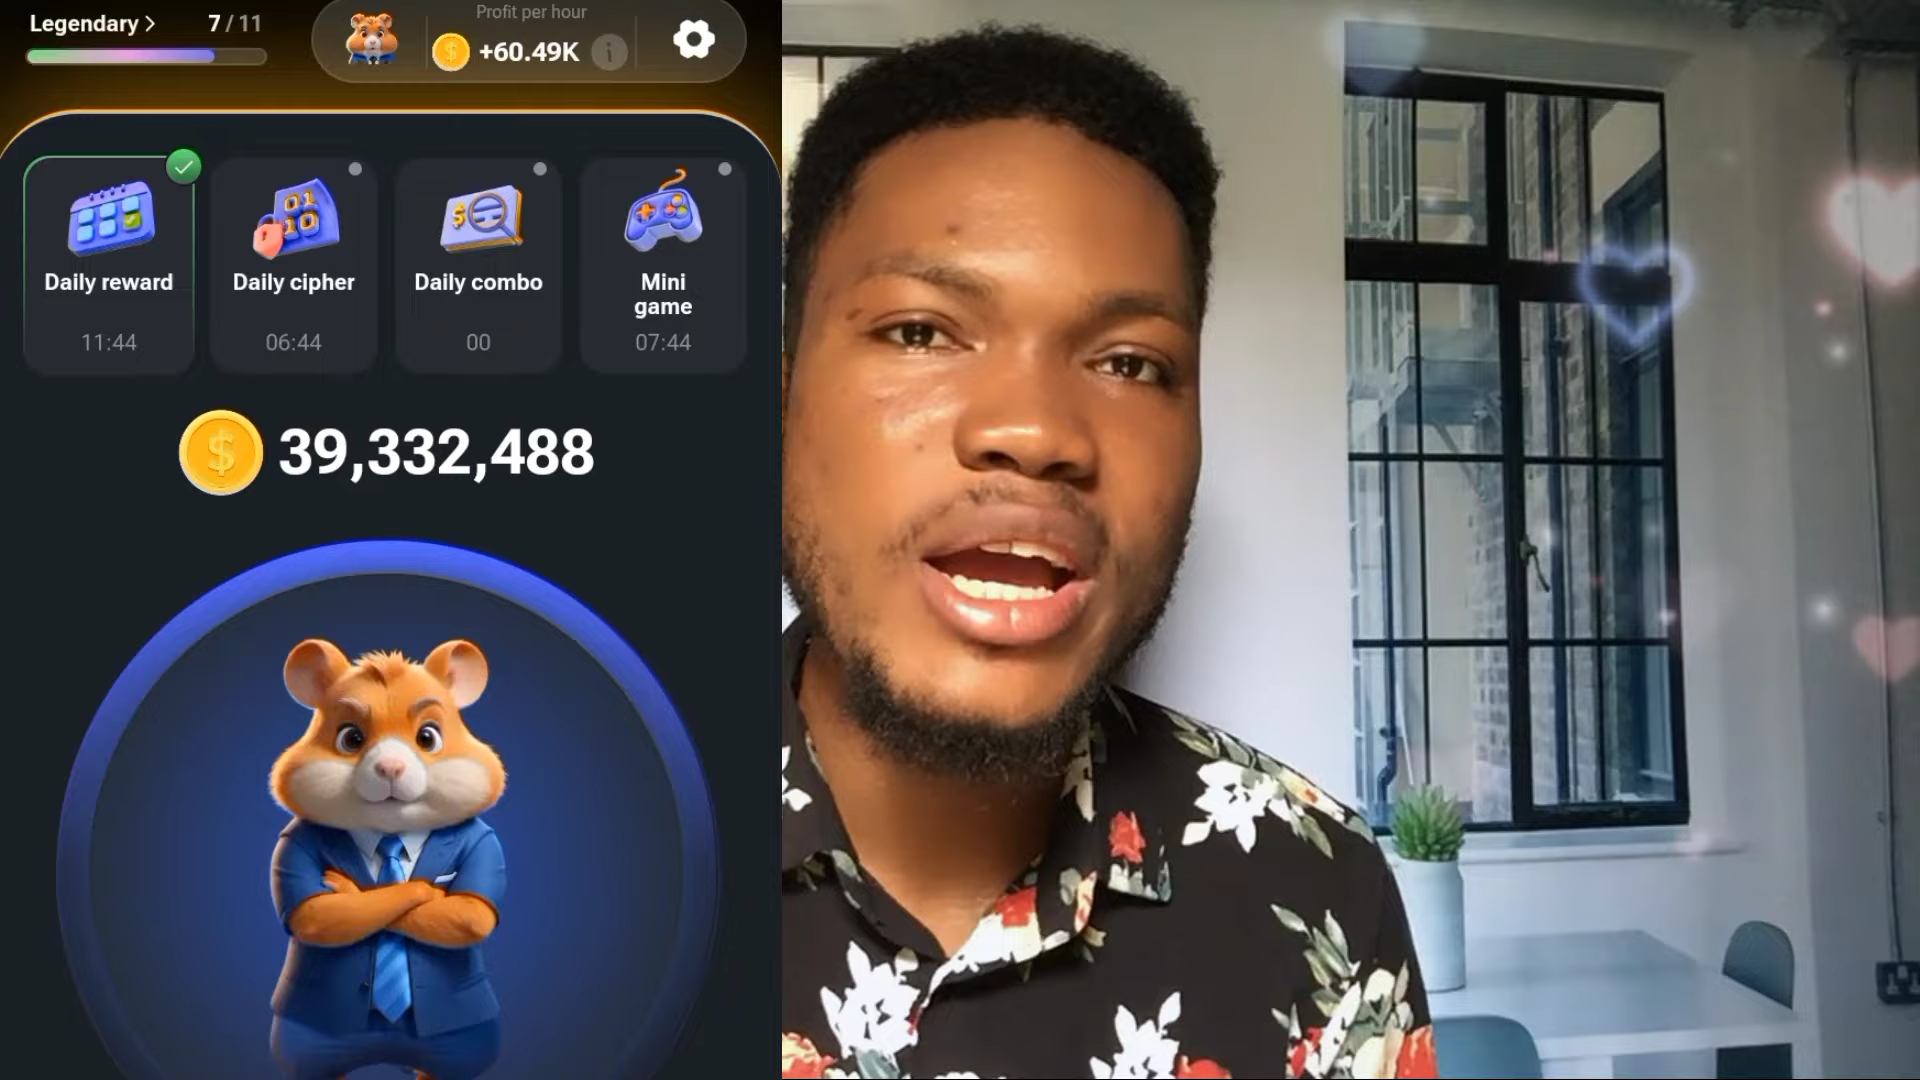 Legendary >
7 / 11
Profit per hour
+60.49K
Daily reward
11:44
Daily cipher
06:44
Daily combo
00
Mini
game
07:44
39,332,488